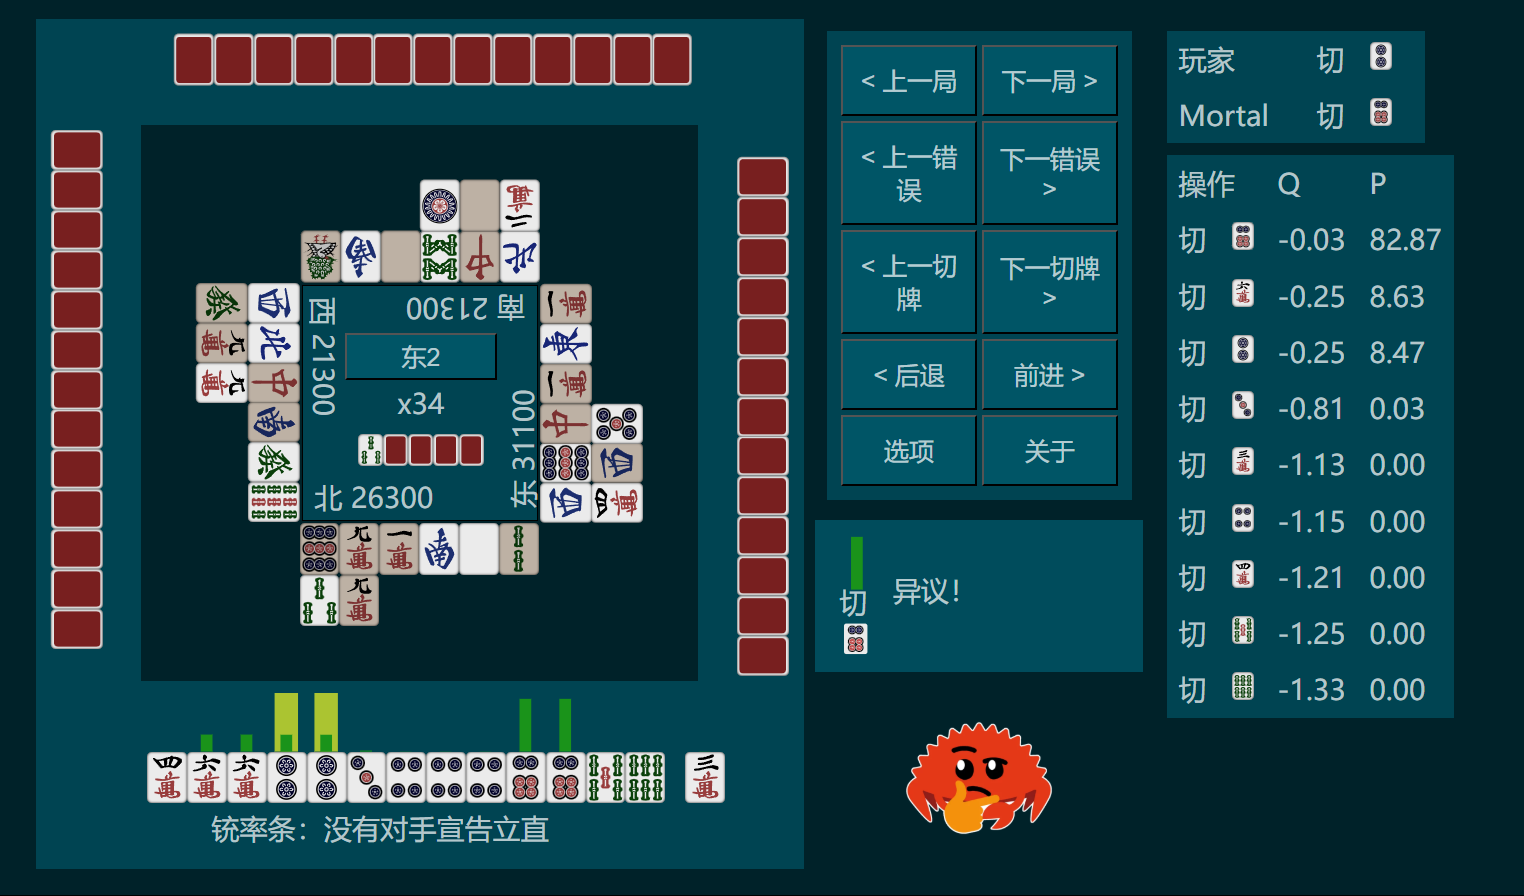 南 21300
西 21300
东2
x34
东 31100
北 26300
铳率条：没有对手宣告立直
< 上一局
下一局 >
< 上一错
误
下一错误
>
< 上一切
牌
下一切牌
>
< 后退
前进 >
选项
关于
切
异议！
玩家 切
Mortal 切
操作 Q P
切 -0.03 82.87
切 -0.25 8.63
切 -0.25 8.47
切 -0.81 0.03
切 -1.13 0.00
切 -1.15 0.00
切 -1.21 0.00
切 -1.25 0.00
切 -1.33 0.00